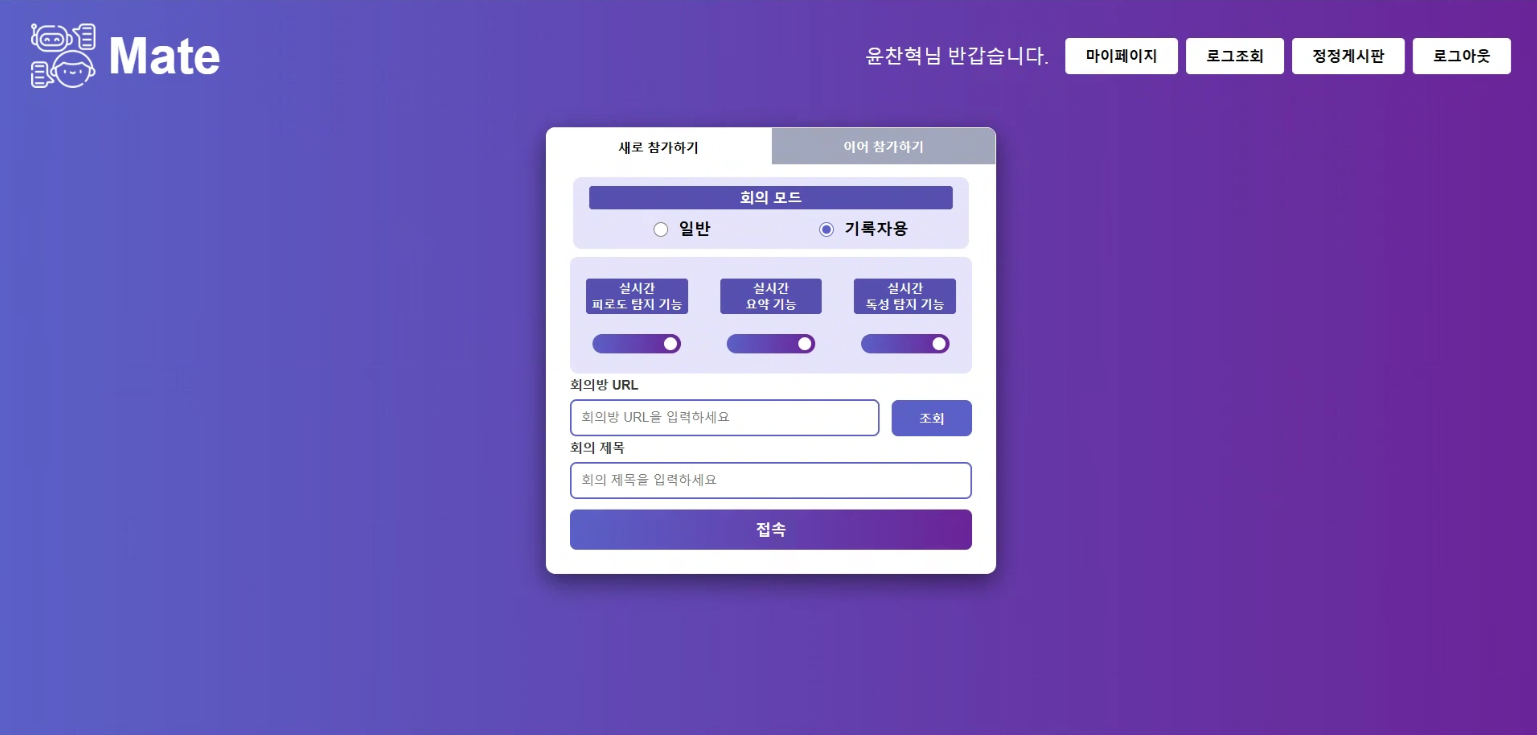 Mate
윤찬혁님 반갑습니다.
마이페이지
로그조회
정정게시판
로그아웃
새로 참가하기
이어 참가하기
회의 모드
일반
기록자용
실시간
피로도 탐지 기능
실시간
요약 기능
실시간
독성 탐지 기능
회의방 URL
회의방 URL을 입력하세요
조회
회의 제목
회의 제목을 입력하세요
접속